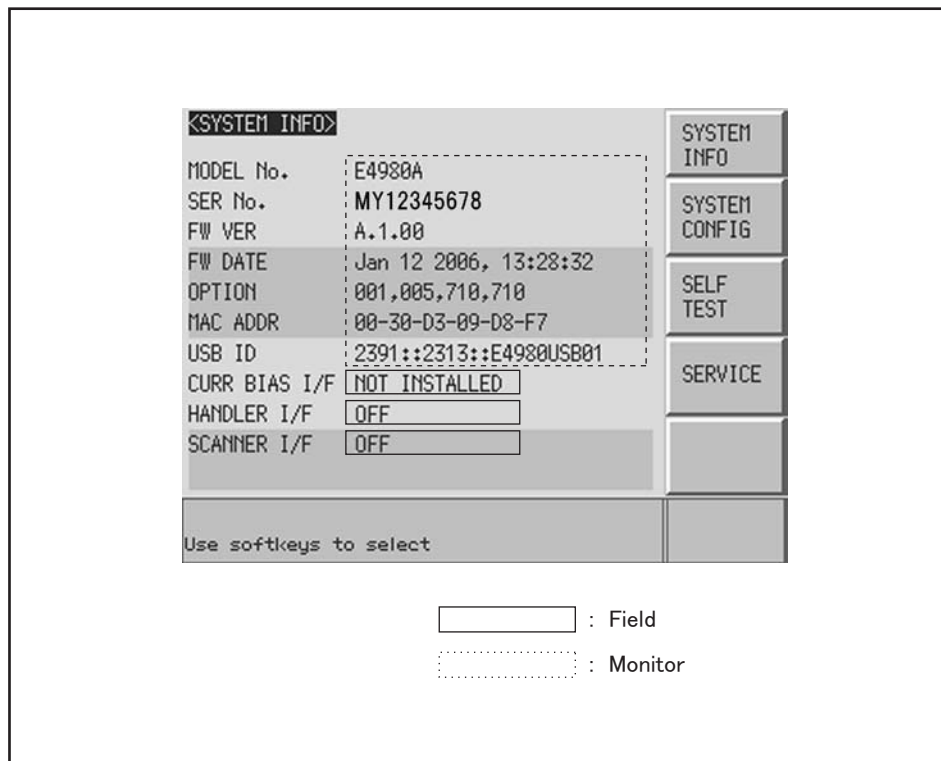 <SYSTEM INFO>
MODEL No. E4980A
SER No. MY12345678
FW VER A.1.00
FW DATE Jan 12 2006, 13:28:32
OPTION 001,005,710,710
MAC ADDR 00-30-D3-09-D8-F7
USB ID 2391::2313::E4980USB01
CURR BIAS I/F NOT INSTALLED
HANDLER I/F OFF
SCANNER I/F OFF
Use softkeys to select
SYSTEM
INFO
SYSTEM
CONFIG
SELF
TEST
SERVICE
: Field
: Monitor